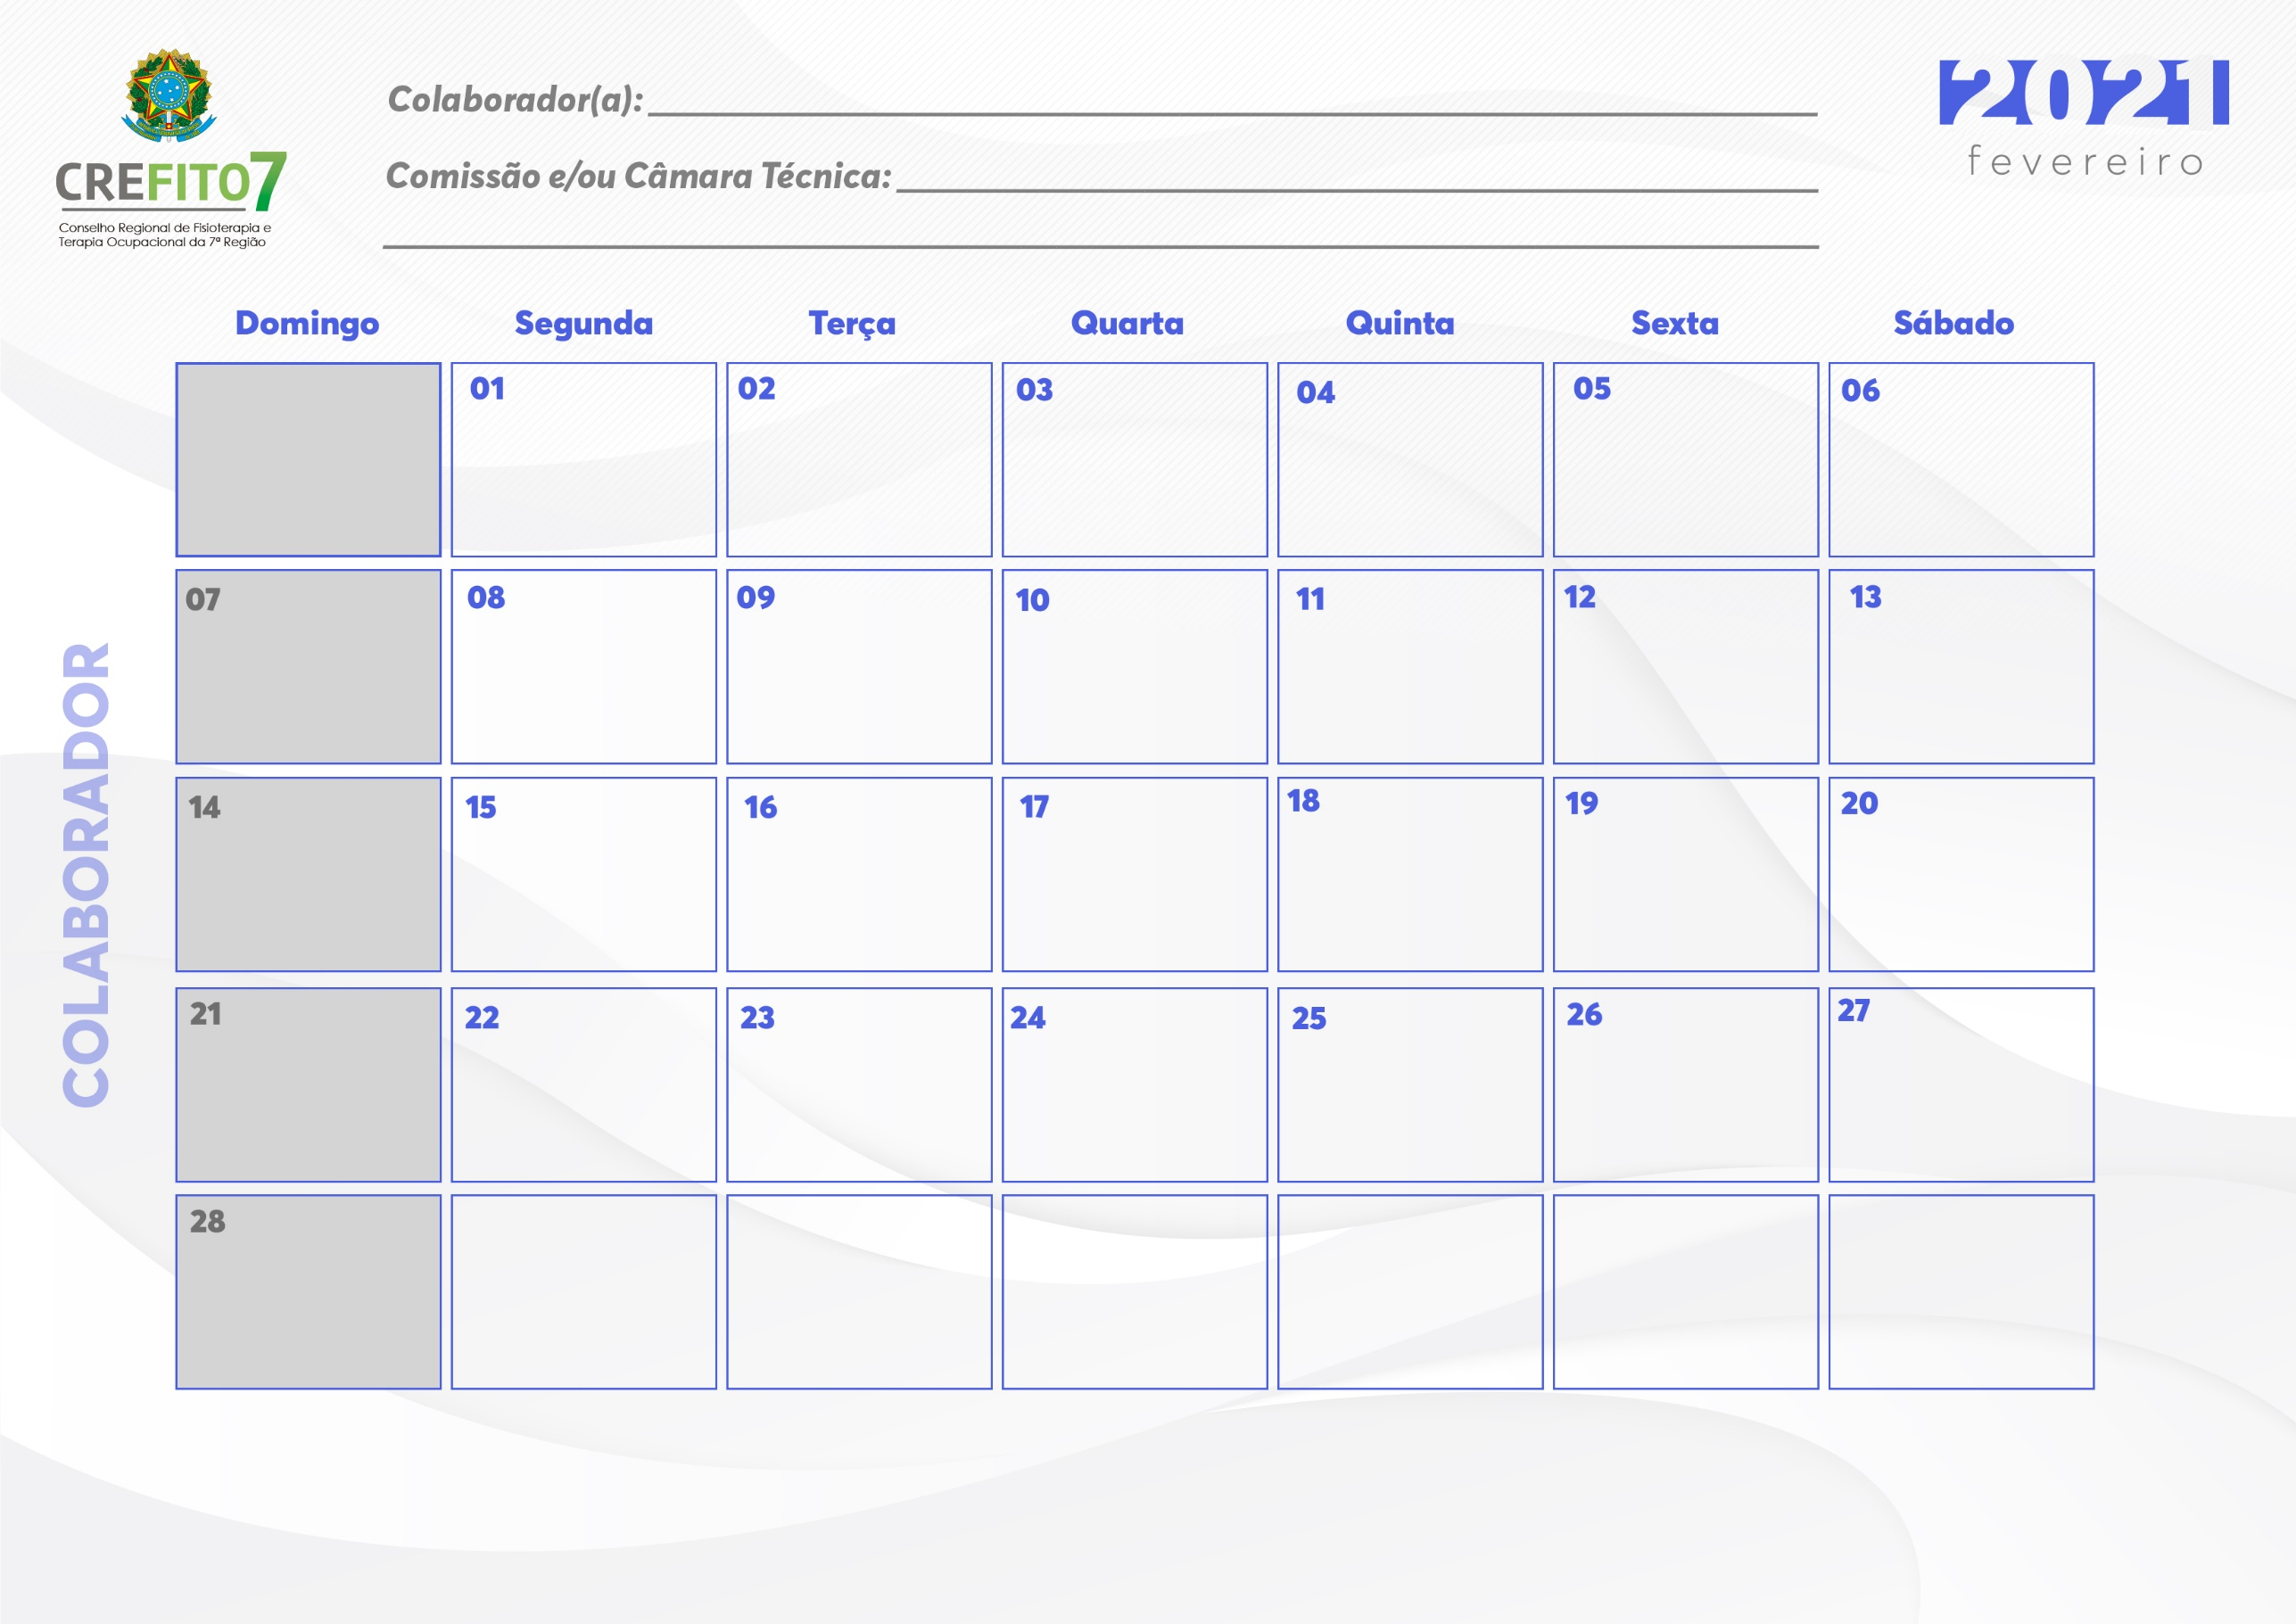 CREFITO7
Conselho Regional de Fisioterapia e
Terapia Ocupacional da 7ª Região
Colaborador(a):
Comissão e/ou Câmara Técnica:
2021
fevereiro
Domingo Segunda Terça Quarta Quinta Sexta Sábado
01 02 03 04 05 06
07 08 09 10 11 12 13
14 15 16 17 18 19 20
21 22 23 24 25 26 27
28
COLABORADOR